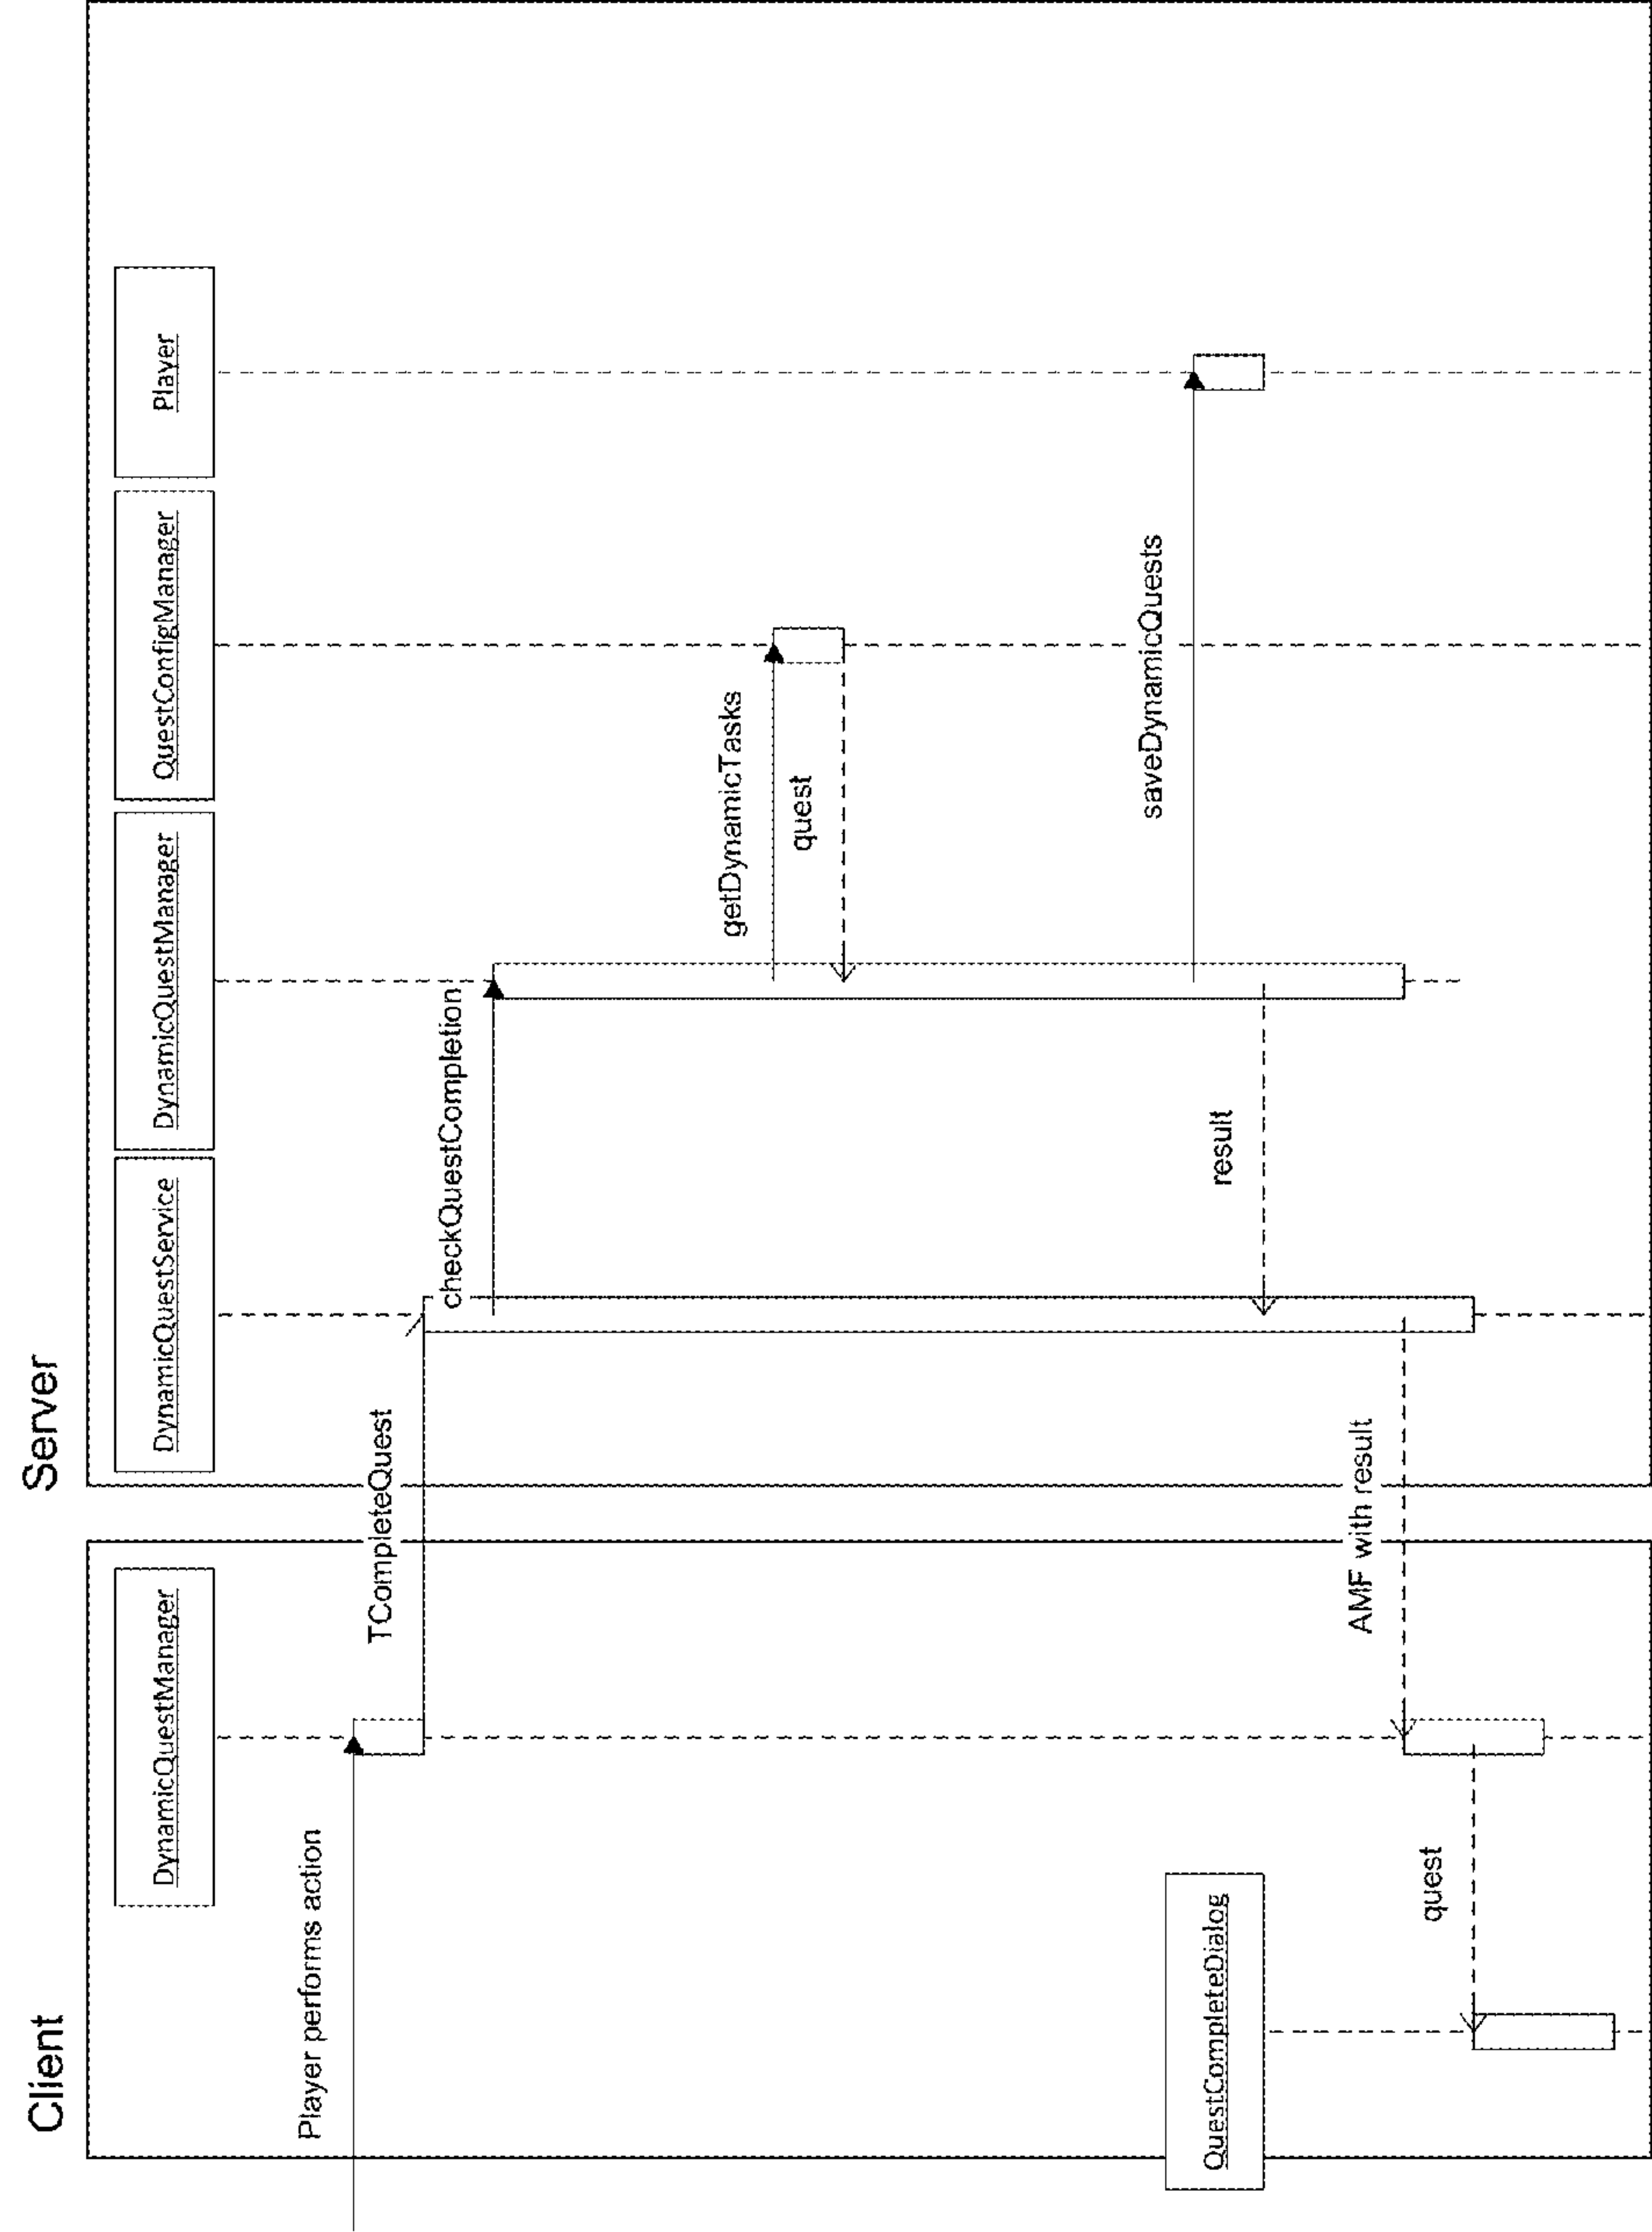 Client
Server
DynamicQuestManager
DynamicQuestService
DynamicQuestManager
QuestConfigManager
Player
Player performs action
TCompleteQuest
checkQuestCompletion
getDynamicTasks
quest
saveDynamicQuests
QuestCompleteDialog
result
AMF with result
quest